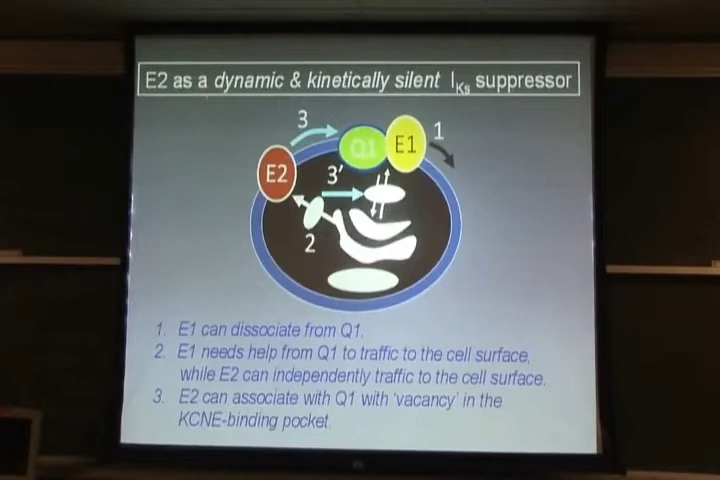 E2 as a dynamic & kinetically silent IKs suppressor
3
1
Q1
E1
E2
3′
2
1. E1 can dissociate from Q1.
2. E1 needs help from Q1 to traffic to the cell surface,
while E2 can independently traffic to the cell surface.
3. E2 can associate with Q1 with 'vacancy' in the
KCNE-binding pocket.